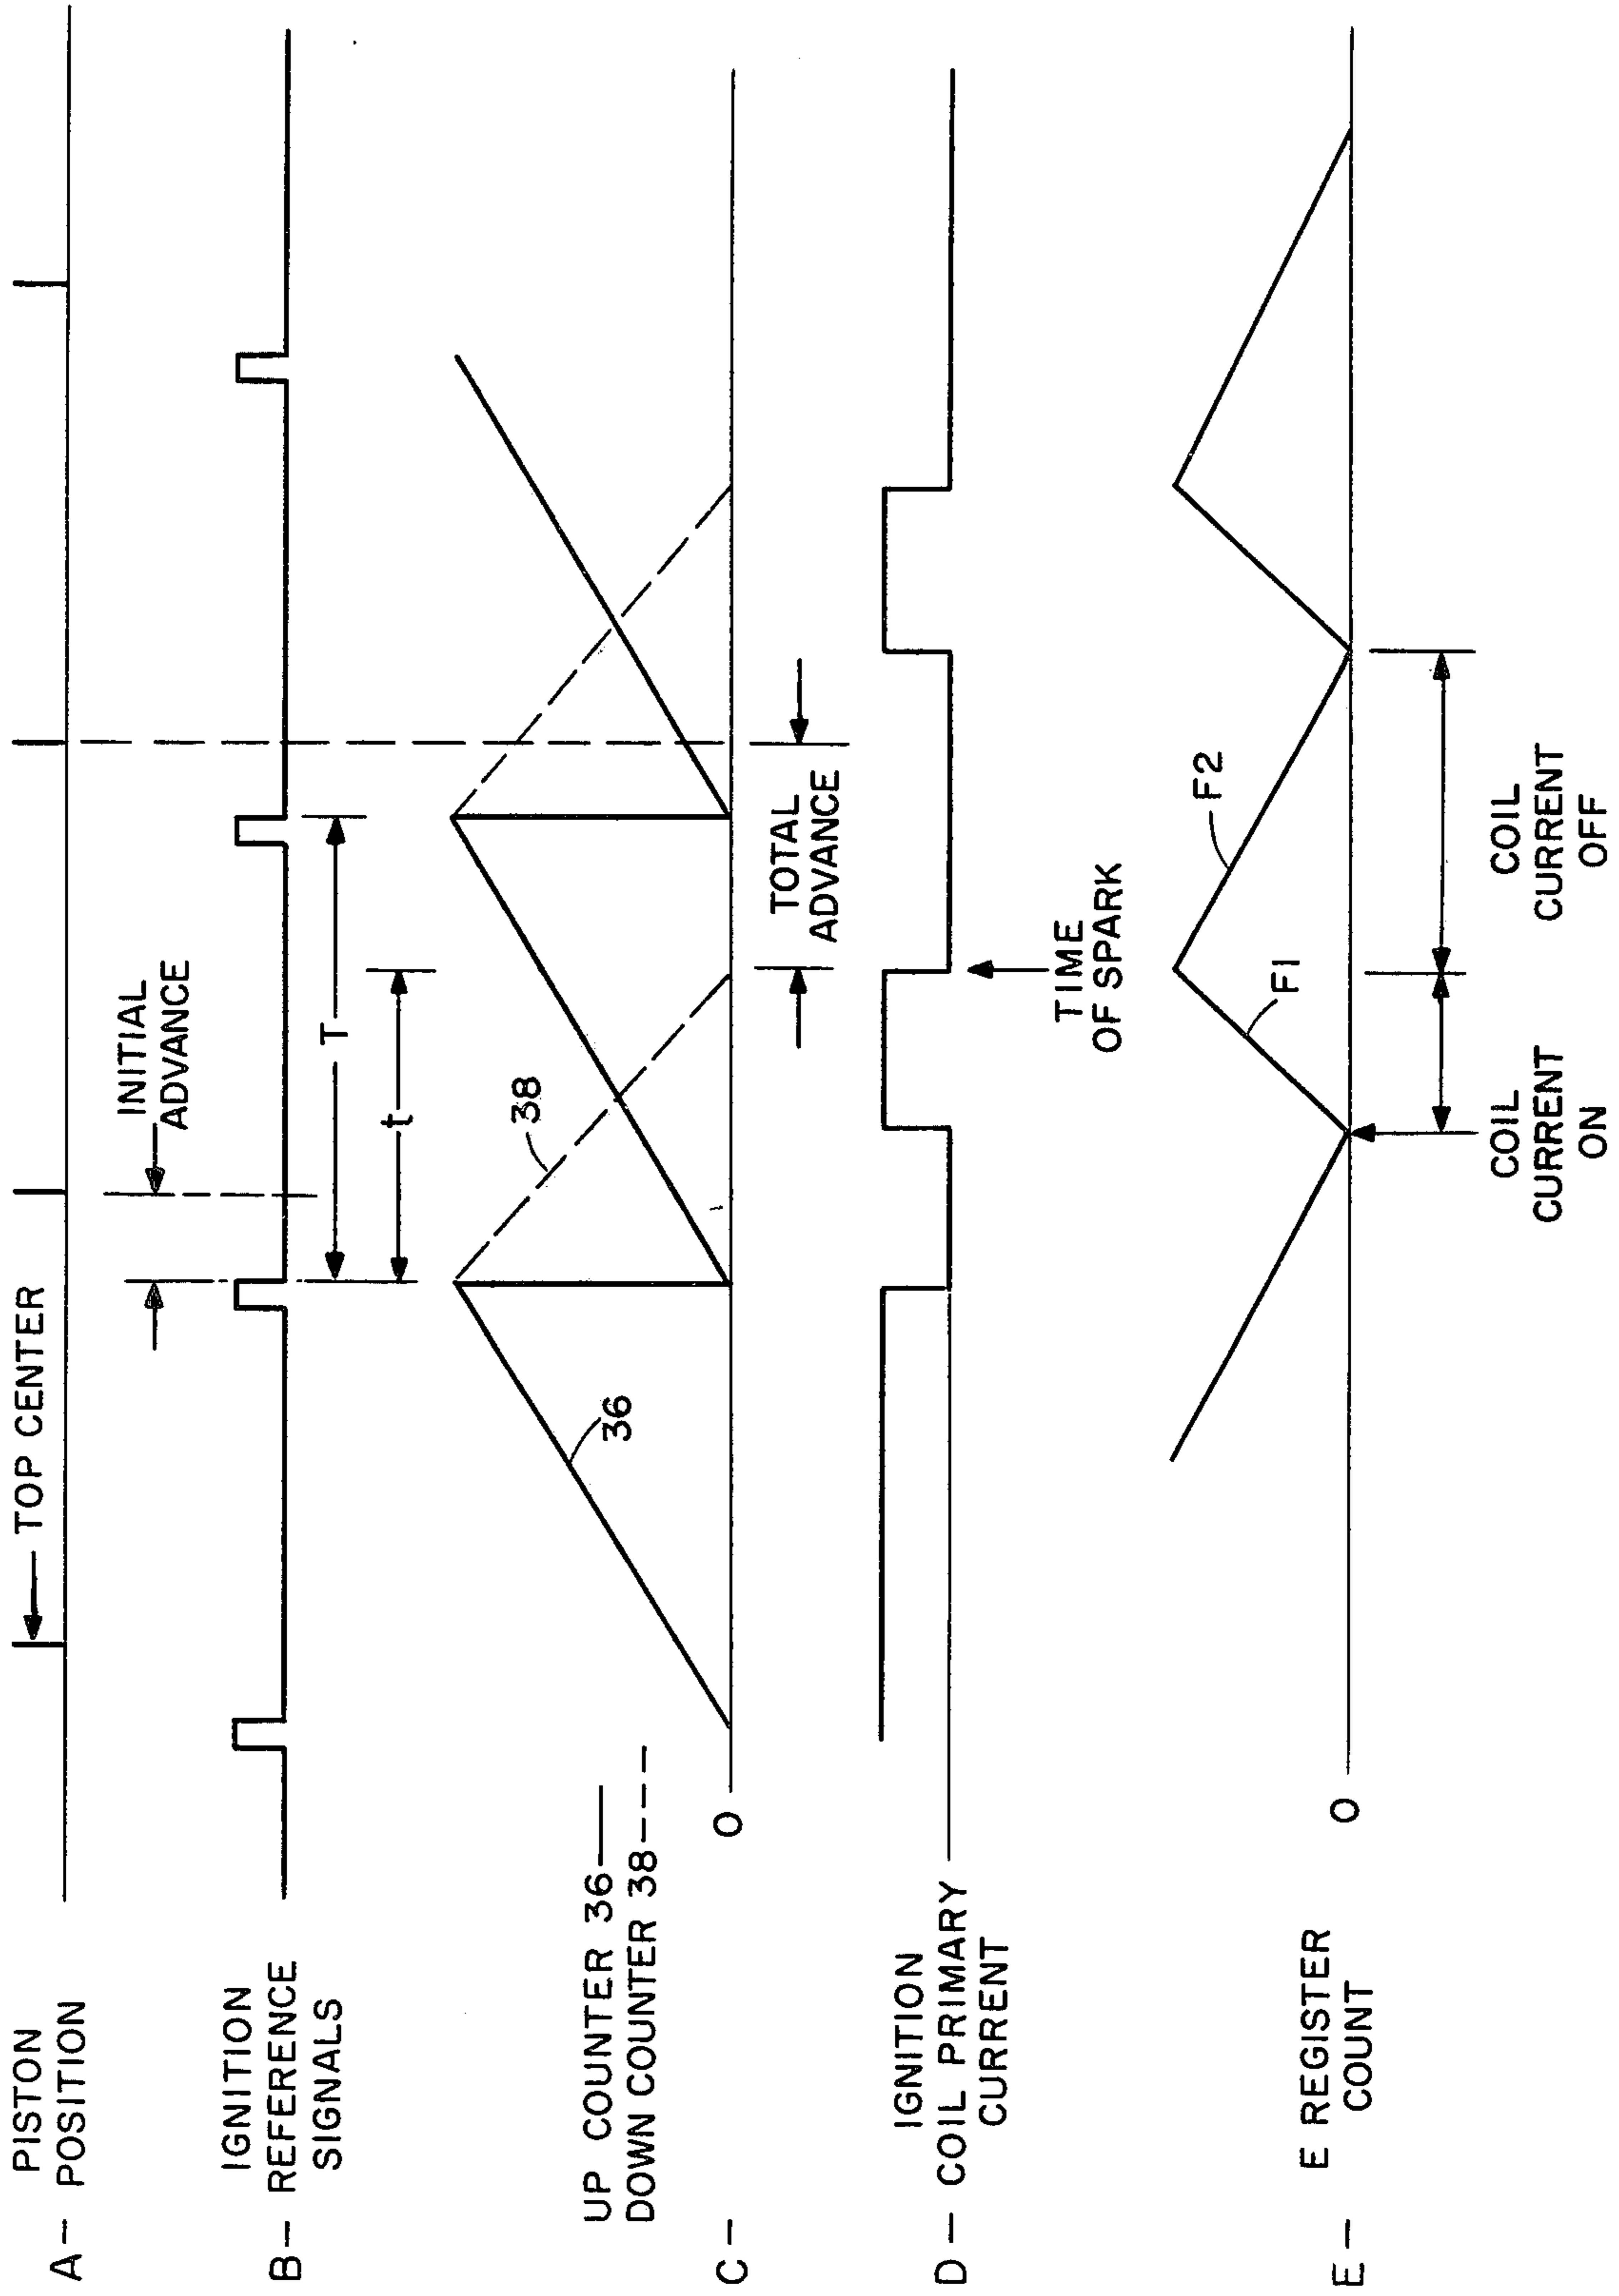 A - PISTON
POSITION
TOP CENTER
B - IGNITION
REFERENCE
SIGNALS
INITIAL
ADVANCE
T
t
UP COUNTER 36
DOWN COUNTER 38
C -
O
36
38
TOTAL
ADVANCE
D - IGNITION
COIL PRIMARY
CURRENT
TIME
OF SPARK
E - E REGISTER
COUNT
O
F1
F2
COIL
CURRENT
ON
COIL
CURRENT
OFF